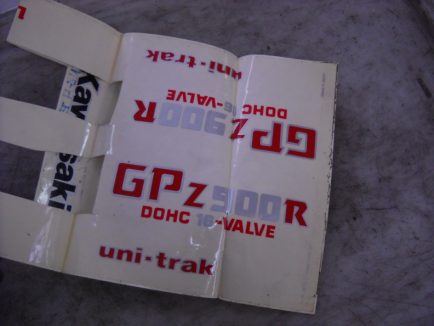 uni-trak
DOHC 16-VALVE
GPz900R
Kawasaki
GPz900R
DOHC 16-VALVE
uni-trak